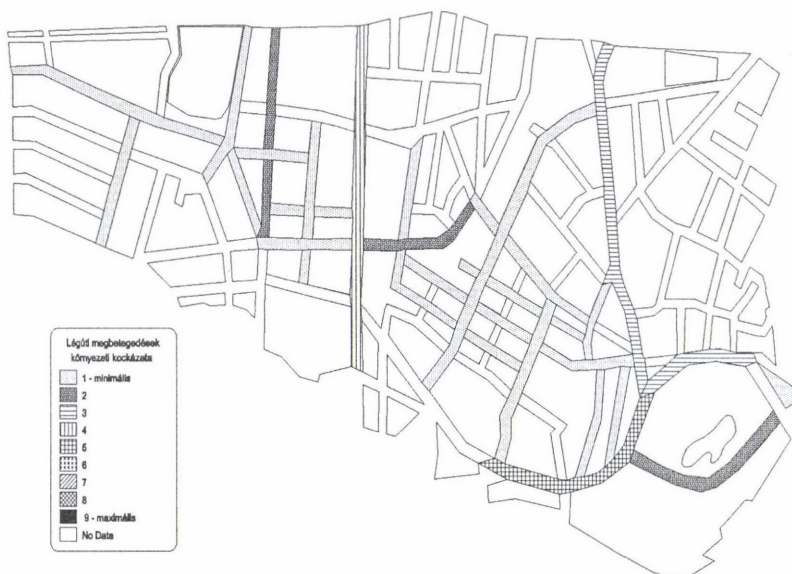 Légúti megbetegedések
környezeti kockázata
1 - minimális
2
3
4
5
6
7
8
9 - maximális
No Data